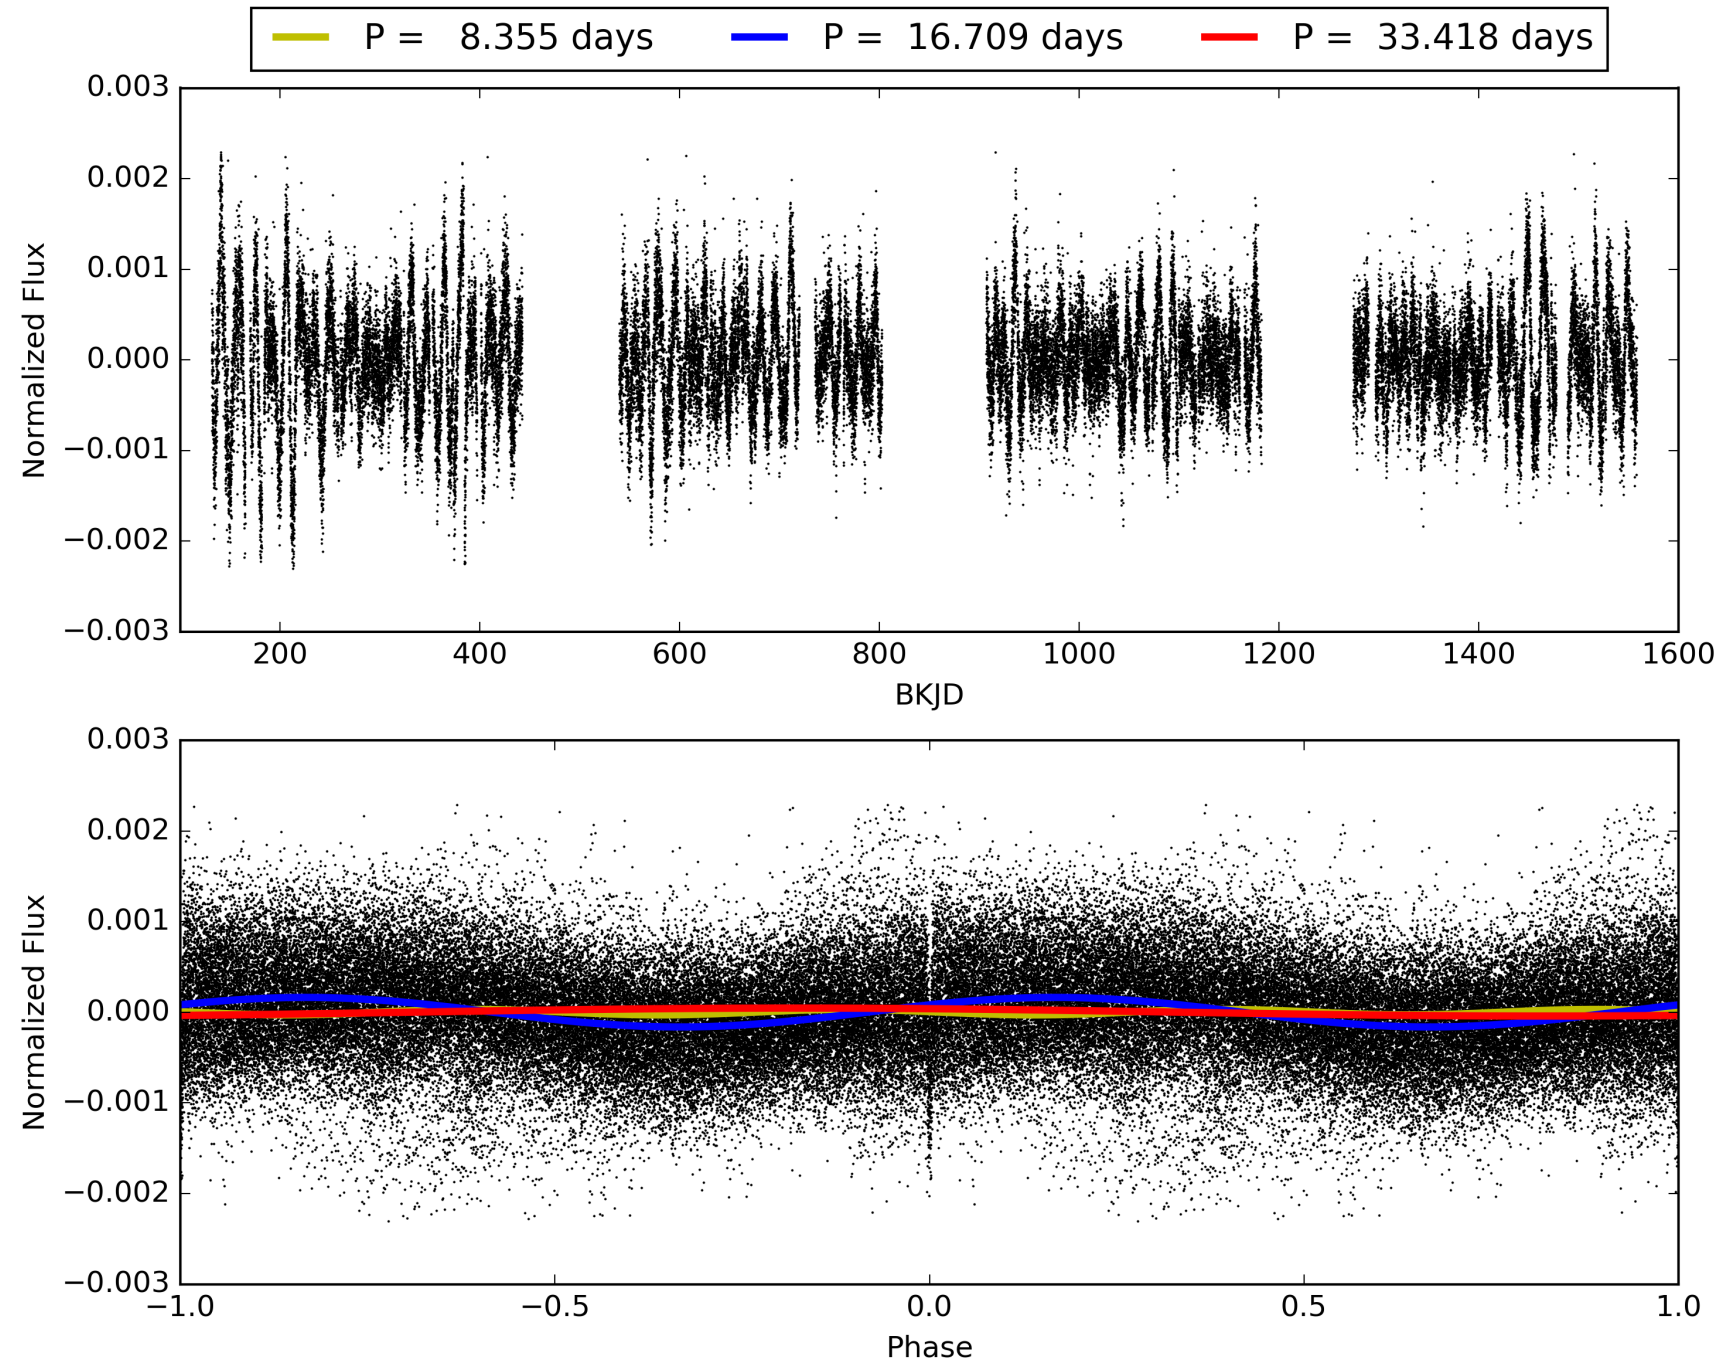 P =   8.355 days   P =  16.709 days   P =  33.418 days
0.003
0.002
0.001
0.000
−0.001
−0.002
−0.003
Normalized Flux
200 400 600 800 1000 1200 1400 1600
BKJD
0.003
0.002
0.001
0.000
−0.001
−0.002
−0.003
Normalized Flux
−1.0 −0.5 0.0 0.5 1.0
Phase